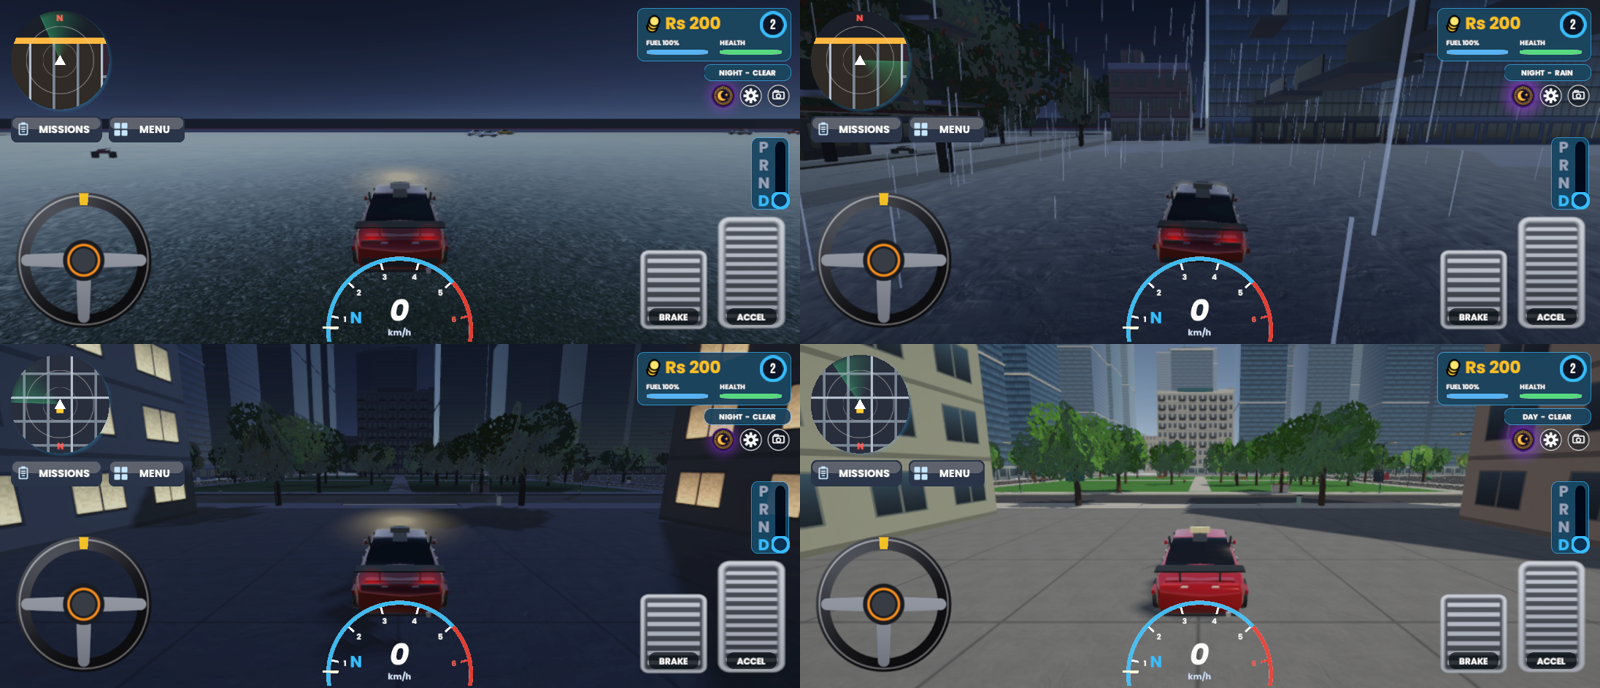 N
Rs 200
2
FUEL 100%
HEALTH
NIGHT - CLEAR
MISSIONS
MENU
P
R
N
D
1
2
3
4
5
6
N
0
km/h
BRAKE
ACCEL
N
Rs 200
2
FUEL 100%
HEALTH
NIGHT - RAIN
MISSIONS
MENU
P
R
N
D
1
2
3
4
5
6
N
0
km/h
BRAKE
ACCEL
Rs 200
2
FUEL 100%
HEALTH
NIGHT - CLEAR
N
MISSIONS
MENU
P
R
N
D
1
2
3
4
5
6
N
0
km/h
BRAKE
ACCEL
Rs 200
2
FUEL 100%
HEALTH
DAY - CLEAR
N
MISSIONS
MENU
P
R
N
D
1
2
3
4
5
6
N
0
km/h
BRAKE
ACCEL